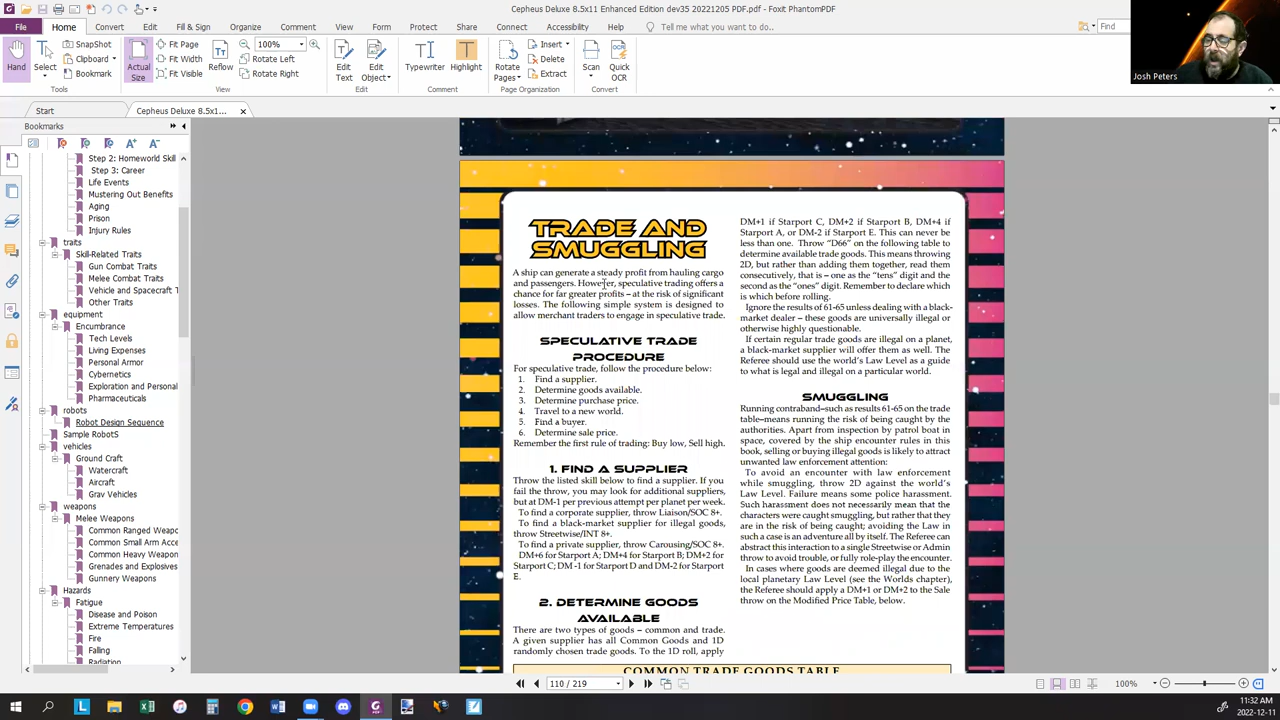 Cepheus Deluxe 8.5x11 Enhanced Edition dev35 20221205 PDF.pdf - Foxit PhantomPDF
File
Home
Convert
Fill & Sign
Organize
Comment
View
Form
Protect
Share
Connect
Accessibility
Help
Tell me what you want to do...
Find
Hand
Select
SnapShot
Clipboard
Bookmark
Tools
Actual Size
Fit Page
Fit Width
Fit Visible
Reflow
100%
Rotate Left
Rotate Right
View
Edit Text
Edit Object
Edit
Typewriter
Highlight
Comment
Rotate Pages
Insert
Delete
Extract
Page Organization
Scan
Quick OCR
Convert
Josh Peters
Start
Cepheus Deluxe 8.5x1...
Bookmarks
Step 2: Homeworld Skill
Step 3: Career
Life Events
Mustering Out Benefits
Aging
Prison
Injury Rules
traits
Skill-Related Traits
Gun Combat Traits
Melee Combat Traits
Vehicle and Spacecraft T
Other Traits
equipment
Encumbrance
Tech Levels
Living Expenses
Personal Armor
Cybernetics
Exploration and Personal
Pharmaceuticals
robots
Robot Design Sequence
Sample RobotS
vehicles
Ground Craft
Watercraft
Aircraft
Grav Vehicles
weapons
Melee Weapons
Common Ranged Weapo
Common Small Arm Acce
Common Heavy Weapon
Grenades and Explosives
Gunnery Weapons
Hazards
Fatigue
Disease and Poison
Extreme Temperatures
Fire
Falling
Radiation
TRADE AND
SMUGGLING
A ship can generate a steady profit from hauling cargo
and passengers. However, speculative trading offers a
chance for far greater profits – at the risk of significant
losses. The following simple system is designed to
allow merchant traders to engage in speculative trade.
SPECULATIVE TRADE
PROCEDURE
For speculative trade, follow the procedure below:
1. Find a supplier.
2. Determine goods available.
3. Determine purchase price.
4. Travel to a new world.
5. Find a buyer.
6. Determine sale price.
Remember the first rule of trading: Buy low, Sell high.
1. FIND A SUPPLIER
Throw the listed skill below to find a supplier. If you
fail the throw, you may look for additional suppliers,
but at DM-1 per previous attempt per planet per week.
To find a corporate supplier, throw Liaison/SOC 8+.
To find a black-market supplier for illegal goods,
throw Streetwise/INT 8+.
To find a private supplier, throw Carousing/SOC 8+.
DM+6 for Starport A; DM+4 for Starport B; DM+2 for
Starport C; DM -1 for Starport D and DM-2 for Starport
E.
2. DETERMINE GOODS
AVAILABLE
There are two types of goods – common and trade.
A given supplier has all Common Goods and 1D
randomly chosen trade goods. To the 1D roll, apply
DM+1 if Starport C, DM+2 if Starport B, DM+4 if
Starport A, or DM-2 if Starport E. This can never be
less than one. Throw "D66" on the following table to
determine available trade goods. This means throwing
2D, but rather than adding them together, read them
consecutively, that is – one as the "tens" digit and the
second as the "ones" digit. Remember to declare which
is which before rolling.
Ignore the results of 61-65 unless dealing with a black-
market dealer – these goods are universally illegal or
otherwise highly questionable.
If certain regular trade goods are illegal on a planet,
a black-market supplier will offer them as well. The
Referee should use the world's Law Level as a guide
to what is legal and illegal on a particular world.
SMUGGLING
Running contraband–such as results 61-65 on the trade
table–means running the risk of being caught by the
authorities. Apart from inspection by patrol boat in
space, covered by the ship encounter rules in this
book, selling or buying illegal goods is likely to attract
unwanted law enforcement attention:
To avoid an encounter with law enforcement
while smuggling, throw 2D against the world's
Law Level. Failure means some police harassment.
Such harassment does not necessarily mean that the
characters were caught smuggling, but rather that they
are in the risk of being caught; avoiding the Law in
such a case is an adventure all by itself. The Referee can
abstract this interaction to a single Streetwise or Admin
throw to avoid trouble, or fully role-play the encounter.
In cases where goods are deemed illegal due to the
local planetary Law Level (see the Worlds chapter),
the Referee should apply a DM+1 or DM+2 to the Sale
throw on the Modified Price Table, below.
COMMON TRADE GOODS TABLE
110 / 219
100%
11:32 AM
2022-12-11